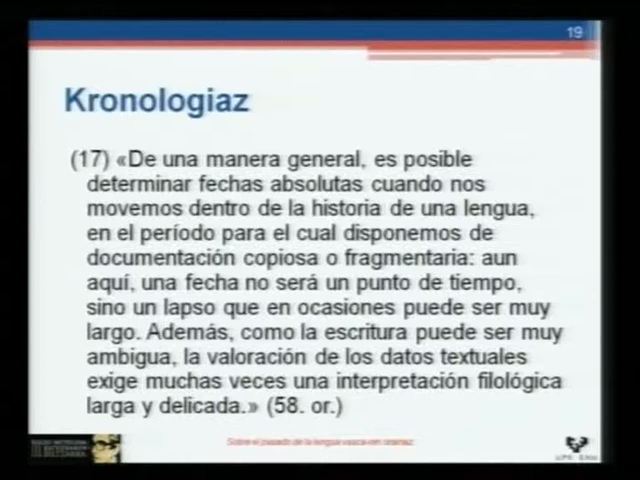 19
Kronologiaz
(17) «De una manera general, es posible
determinar fechas absolutas cuando nos
movemos dentro de la historia de una lengua,
en el período para el cual disponemos de
documentación copiosa o fragmentaria: aun
aquí, una fecha no será un punto de tiempo,
sino un lapso que en ocasiones puede ser muy
largo. Además, como la escritura puede ser muy
ambigua, la valoración de los datos textuales
exige muchas veces una interpretación filológica
larga y delicada.» (58. or.)
Sobre el pasado de la lengua vasca-ren